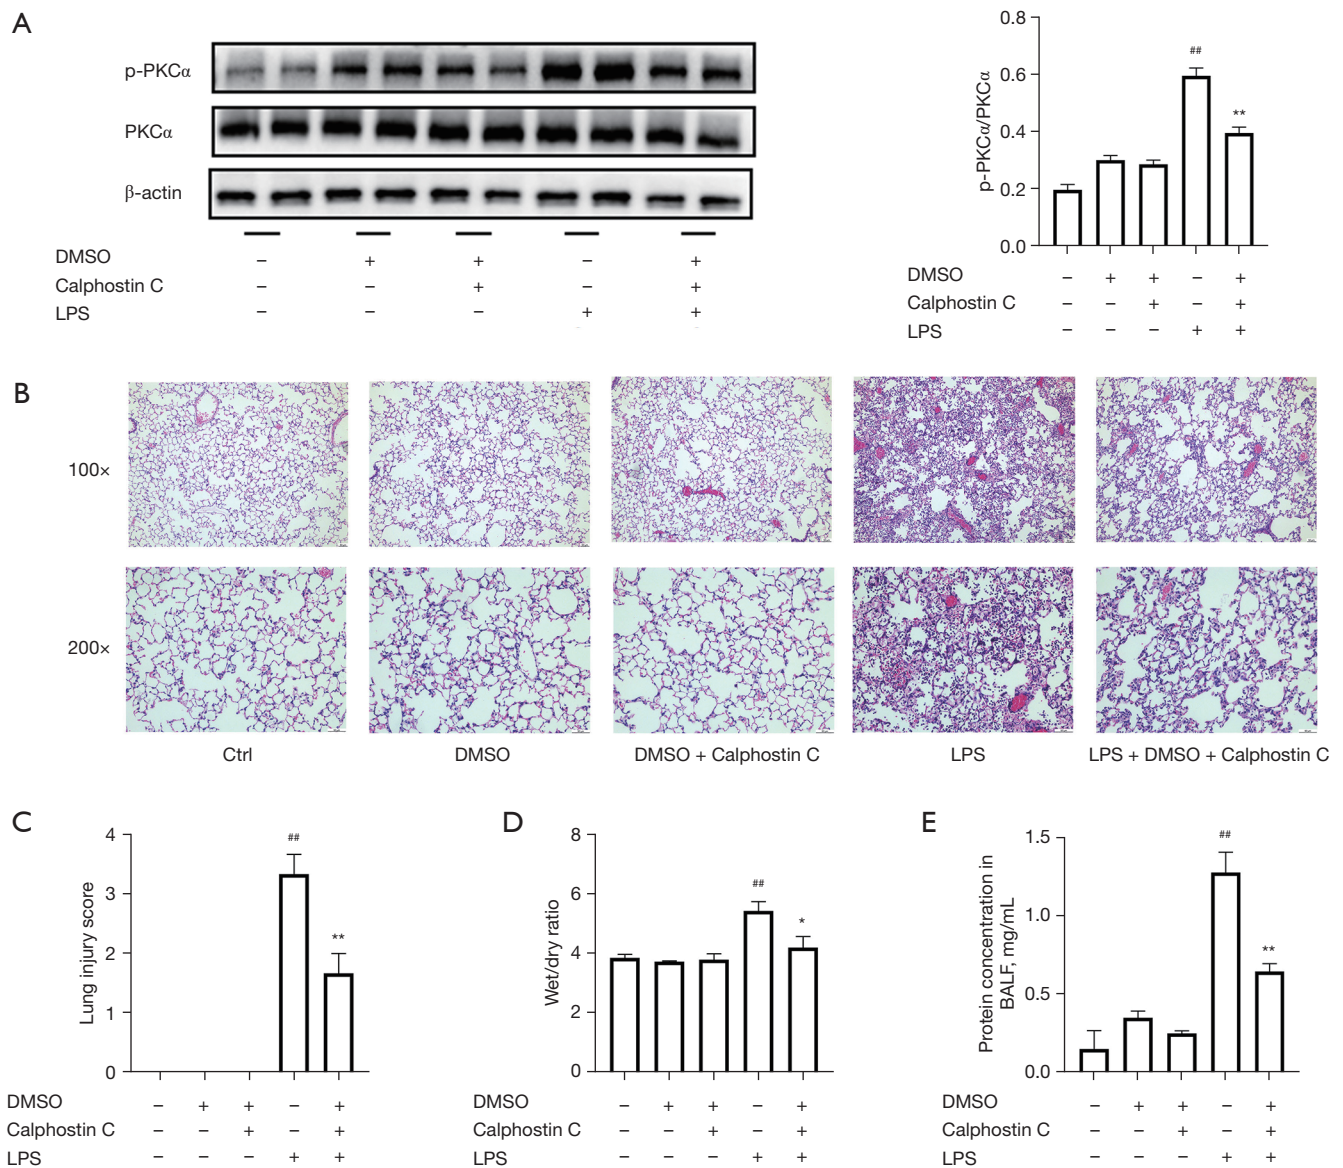 A
p-PKCα
PKCα
β-actin
DMSO − + + − +
Calphostin C − − + − +
LPS − − − + +
p-PKCα/PKCα
0.8
0.6
0.4
0.2
0.0
##
**
DMSO − + + − +
Calphostin C − − + − +
LPS − − − + +
B
100×
200×
Ctrl DMSO DMSO + Calphostin C LPS LPS + DMSO + Calphostin C
C
Lung injury score
4
3
2
1
0
##
**
DMSO − + + − +
Calphostin C − − + − +
LPS − − − + +
D
Wet/dry ratio
8
6
4
2
0
##
*
DMSO − + + − +
Calphostin C − − + − +
LPS − − − + +
E
Protein concentration in
BALF, mg/mL
1.5
1.0
0.5
0.0
##
**
DMSO − + + − +
Calphostin C − − + − +
LPS − − − + +